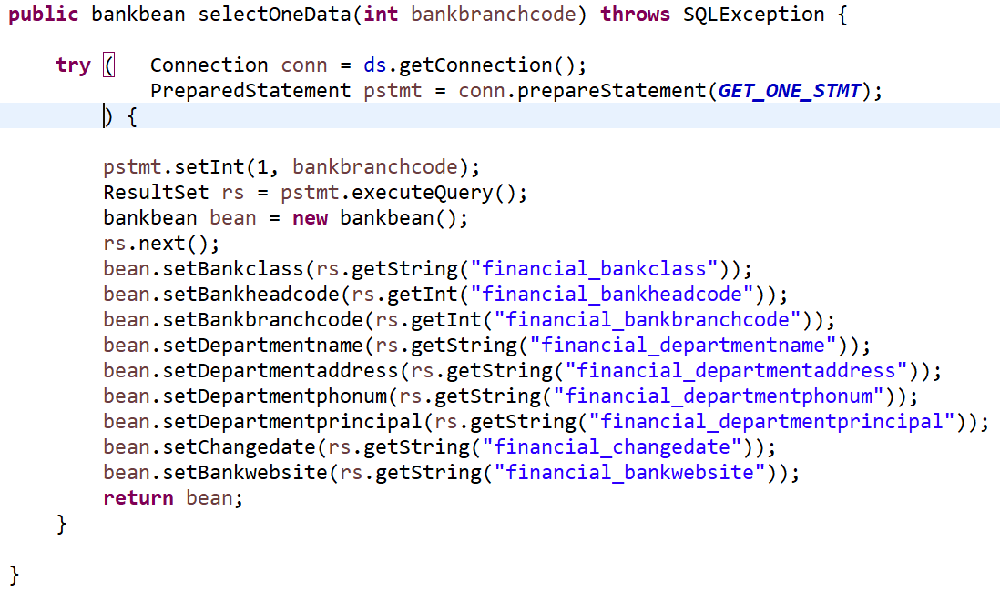 public bankbean selectOneData(int bankbranchcode) throws SQLException {
try ( Connection conn = ds.getConnection();
PreparedStatement pstmt = conn.prepareStatement(GET_ONE_STMT);
) {
pstmt.setInt(1, bankbranchcode);
ResultSet rs = pstmt.executeQuery();
bankbean bean = new bankbean();
rs.next();
bean.setBankclass(rs.getString("financial_bankclass"));
bean.setBankheadcode(rs.getInt("financial_bankheadcode"));
bean.setBankbranchcode(rs.getInt("financial_bankbranchcode"));
bean.setDepartmentname(rs.getString("financial_departmentname"));
bean.setDepartmentaddress(rs.getString("financial_departmentaddress"));
bean.setDepartmentphonum(rs.getString("financial_departmentphonum"));
bean.setDepartmentprincipal(rs.getString("financial_departmentprincipal"));
bean.setChangedate(rs.getString("financial_changedate"));
bean.setBankwebsite(rs.getString("financial_bankwebsite"));
return bean;
}
}